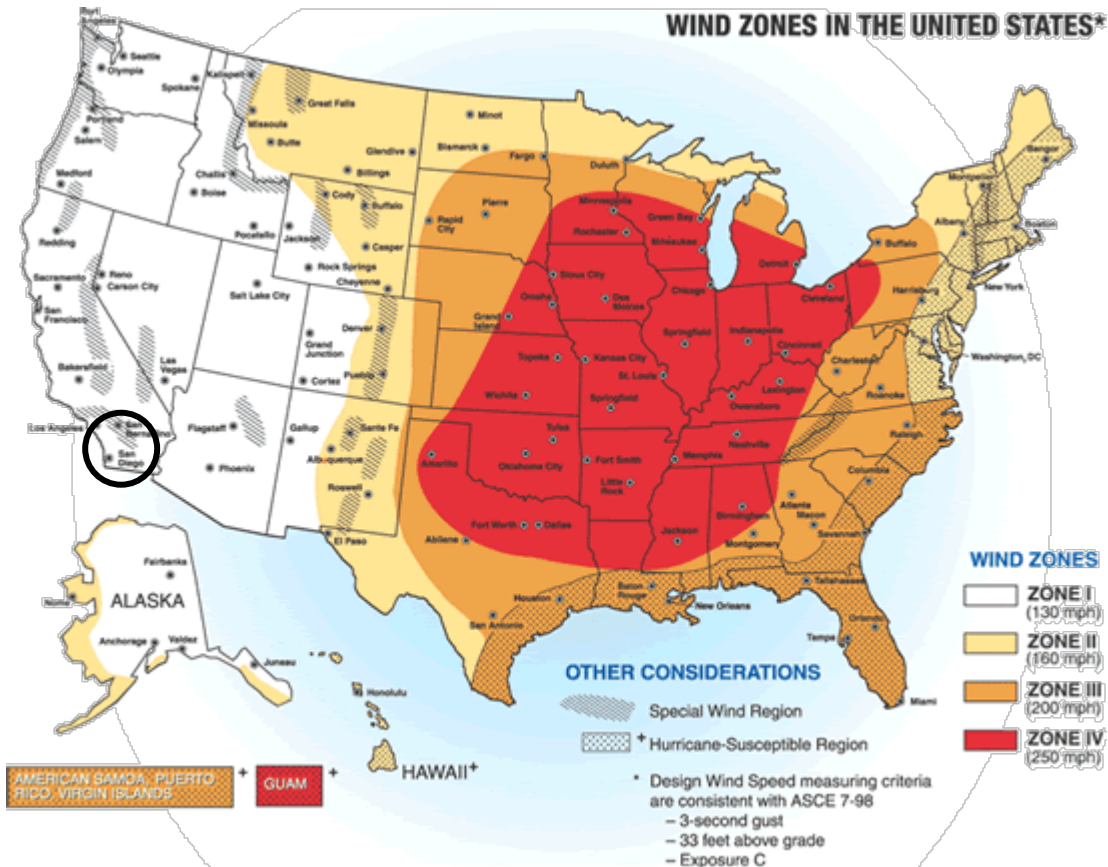 WIND ZONES IN THE UNITED STATES*
Port
Angeles
Seattle
Olympia
Spokane
Portland
Salem
Medford
Redding
Sacramento
San
Francisco
Reno
Carson City
Bakersfield
Las
Vegas
Los Angeles
San
Bernardino
San
Diego
Kalispell
Missoula
Great Falls
Butte
Glendive
Billings
Challis
Boise
Pocatello
Jackson
Cody
Buffalo
Casper
Rock Springs
Cheyenne
Salt Lake City
Grand
Junction
Denver
Pueblo
Cortez
Flagstaff
Phoenix
Gallup
Sante Fe
Albuquerque
Roswell
El Paso
Minot
Bismarck
Fargo
Duluth
Pierre
Rapid
City
Minneapolis
Rochester
Green Bay
Milwaukee
Sioux City
Omaha
Des
Moines
Grand
Island
Chicago
Detroit
Cleveland
Topeka
Kansas City
Springfield
Indianapolis
Cincinned
St. Louis
Wichita
Springfield
Lexington
Owensboro
Tulsa
Nashville
Amarillo
Oklahoma City
Fort Smith
Memphis
Little
Rock
Fort Worth
Dallas
Abilene
Jackson
Birmingham
Montgomery
Atlanta
Macon
Savannah
Columbia
Raleigh
Charleston
Roanoke
Harrisburg
Buffalo
Albany
Montpelier
Bangor
Boston
New York
Washington, DC
Houston
Baton
Rouge
New Orleans
San Antonio
Tallahassee
Orlando
Tampa
Miami
Fairbanks
ALASKA
Nome
Anchorage
Valdez
Juneau
Honolulu
HAWAII+
AMERICAN SAMOA, PUERTO
RICO, VIRGIN ISLANDS
+
GUAM
+
OTHER CONSIDERATIONS
Special Wind Region
+ Hurricane-Susceptible Region
* Design Wind Speed measuring criteria
are consistent with ASCE 7-98
– 3-second gust
– 33 feet above grade
– Exposure C
WIND ZONES
ZONE I
(130 mph)
ZONE II
(160 mph)
ZONE III
(200 mph)
ZONE IV
(250 mph)